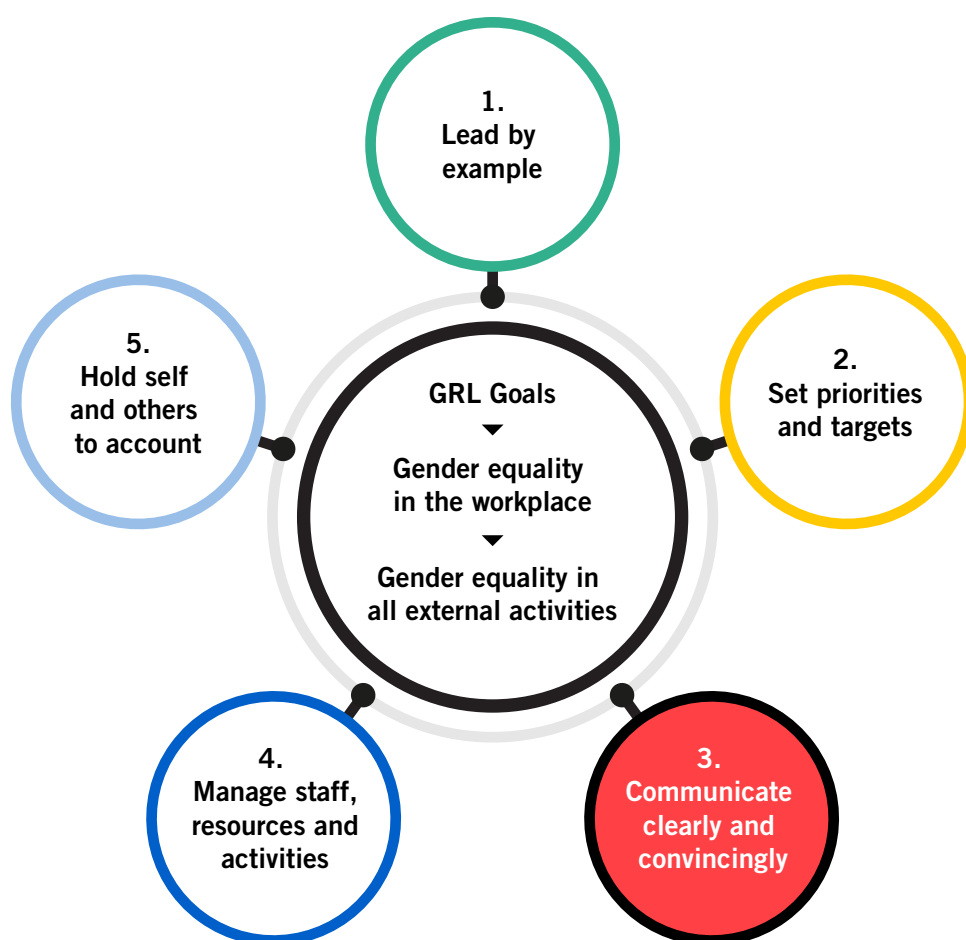 1.
Lead by
example
2.
Set priorities
and targets
3.
Communicate
clearly and
convincingly
4.
Manage staff,
resources and
activities
5.
Hold self
and others
to account
GRL Goals
Gender equality
in the workplace
Gender equality in
all external activities